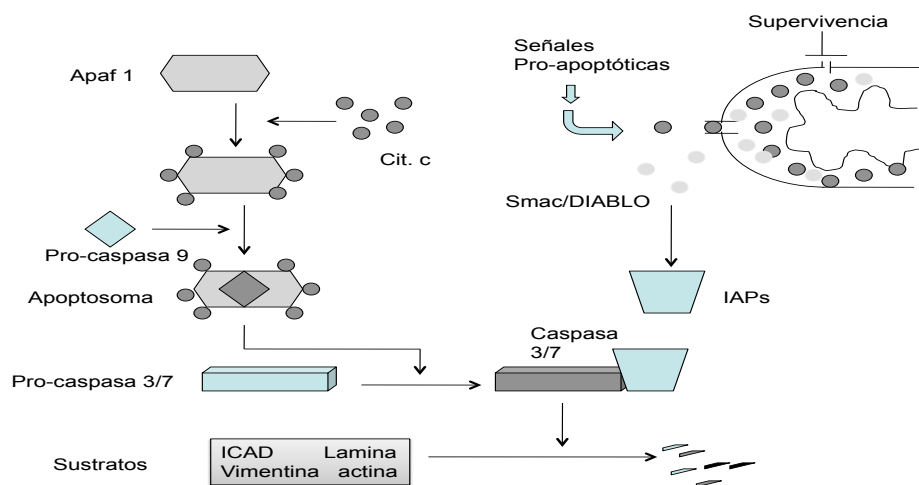 Supervivencia
Señales
Pro-apoptóticas
Apaf 1
Cit. c
Smac/DIABLO
Pro-caspasa 9
Apoptosoma
IAPs
Caspasa
3/7
Pro-caspasa 3/7
Sustratos
ICAD Lamina
Vimentina actina